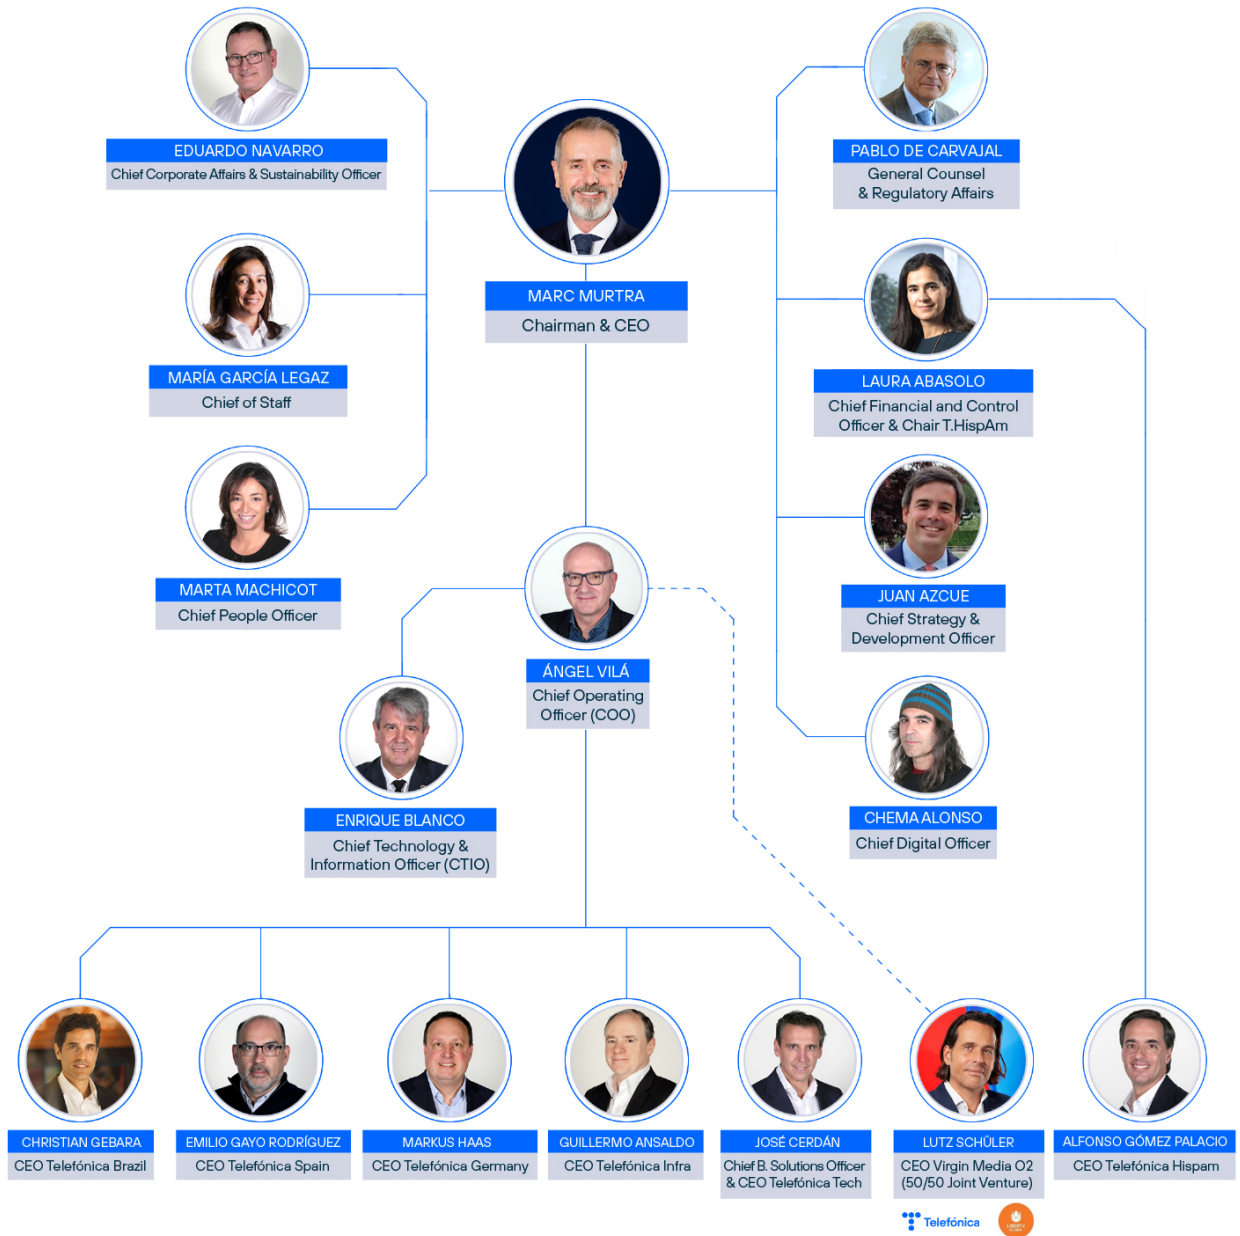 EDUARDO NAVARRO
Chief Corporate Affairs & Sustainability Officer
PABLO DE CARVAJAL
General Counsel
& Regulatory Affairs
MARC MURTRA
Chairman & CEO
MARÍA GARCÍA LEGAZ
Chief of Staff
LAURA ABASOLO
Chief Financial and Control
Officer & Chair T.HispAm
MARTA MACHICOT
Chief People Officer
JUAN AZCUE
Chief Strategy &
Development Officer
ÁNGEL VILÁ
Chief Operating
Officer (COO)
ENRIQUE BLANCO
Chief Technology &
Information Officer (CTIO)
CHEMA ALONSO
Chief Digital Officer
CHRISTIAN GEBARA
CEO Telefónica Brazil
EMILIO GAYO RODRÍGUEZ
CEO Telefónica Spain
MARKUS HAAS
CEO Telefónica Germany
GUILLERMO ANSALDO
CEO Telefónica Infra
JOSÉ CERDÁN
Chief B. Solutions Officer
& CEO Telefónica Tech
LUTZ SCHÜLER
CEO Virgin Media O2
(50/50 Joint Venture)
ALFONSO GÓMEZ PALACIO
CEO Telefónica Hispam
Telefónica
LIBERTY
GLOBAL